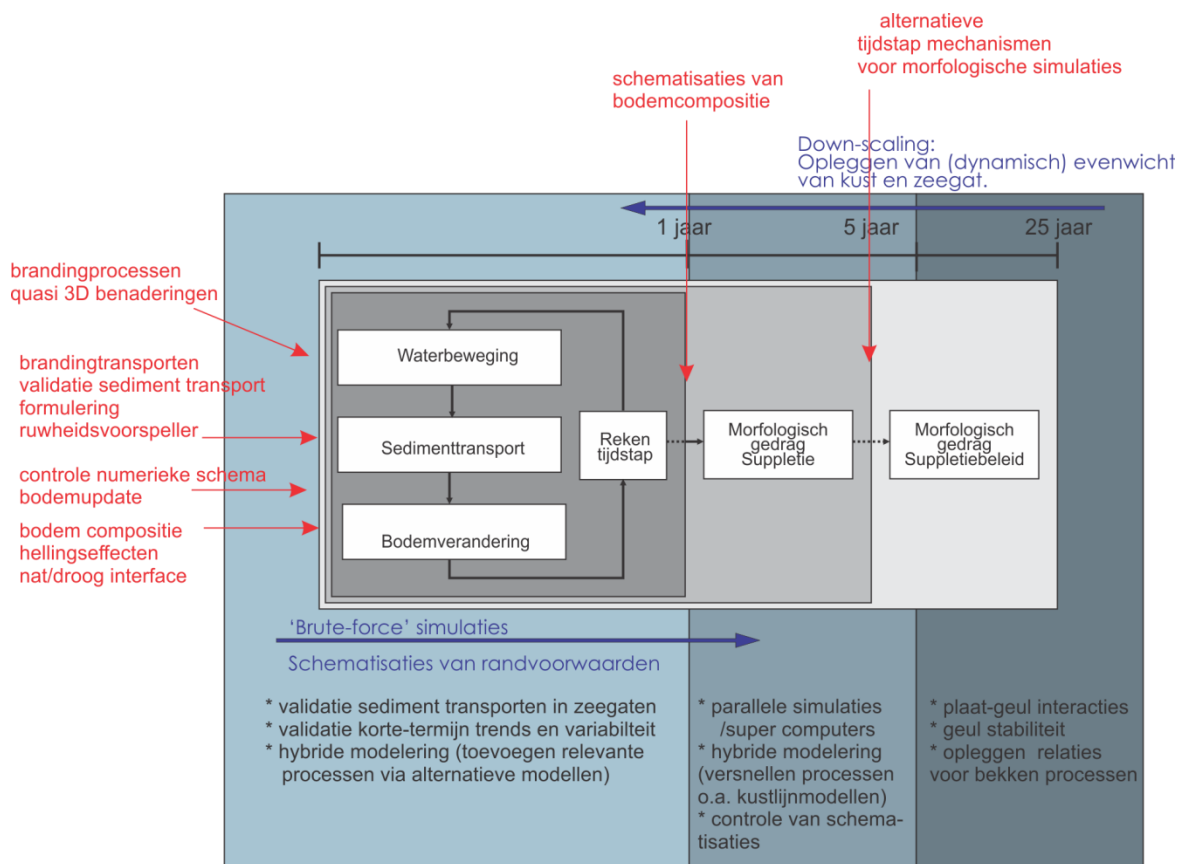 alternatieve
tijdstap mechanismen
voor morfologische simulaties
schematisaties van
bodemcompositie
Down-scaling:
Opleggen van (dynamisch) evenwicht
van kust en zeegat.
1 jaar
5 jaar
25 jaar
brandingprocessen
quasi 3D benaderingen
brandingtransporten
validatie sediment transport
formulering
ruwheidsvoorspeller
controle numerieke schema
bodemupdate
bodem compositie
hellingseffecten
nat/droog interface
Waterbeweging
Sedimenttransport
Bodemverandering
Reken
tijdstap
Morfologisch
gedrag
Suppletie
Morfologisch
gedrag
Suppletiebeleid
‘Brute-force’ simulaties
Schematisaties van randvoorwaarden
* validatie sediment transporten in zeegaten
* validatie korte-termijn trends en variabilteit
* hybride modelering (toevoegen relevante
processen via alternatieve modellen)
* parallele simulaties
/super computers
* hybride modelering
(versnellen processen
o.a. kustlijnmodellen)
* controle van schema-
tisaties
* plaat-geul interacties
* geul stabiliteit
* opleggen relaties
voor bekken processen